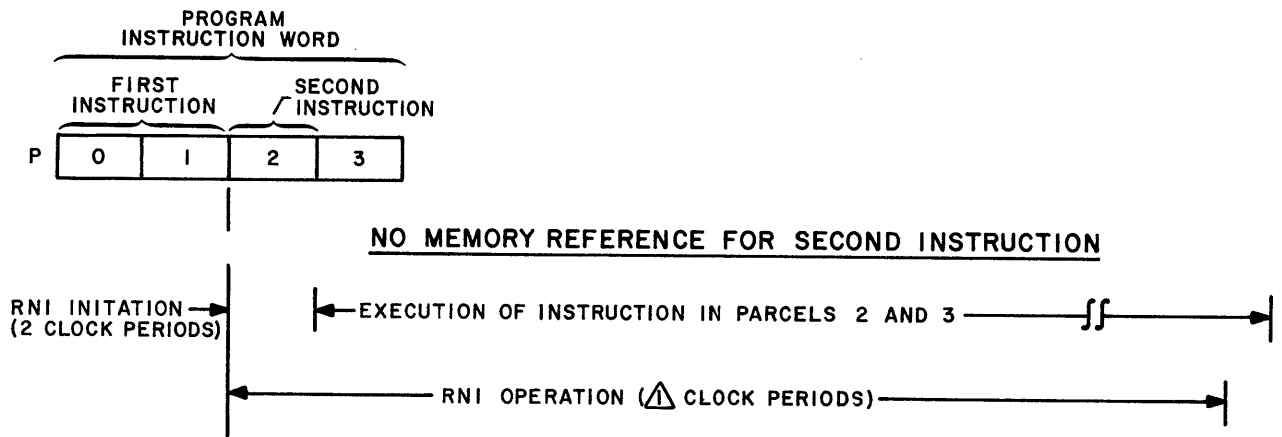 PROGRAM
INSTRUCTION WORD
FIRST
INSTRUCTION
SECOND
INSTRUCTION
P 0 1 2 3
NO MEMORY REFERENCE FOR SECOND INSTRUCTION
RNI INITATION
(2 CLOCK PERIODS)
EXECUTION OF INSTRUCTION IN PARCELS 2 AND 3
RNI OPERATION (1 CLOCK PERIODS)